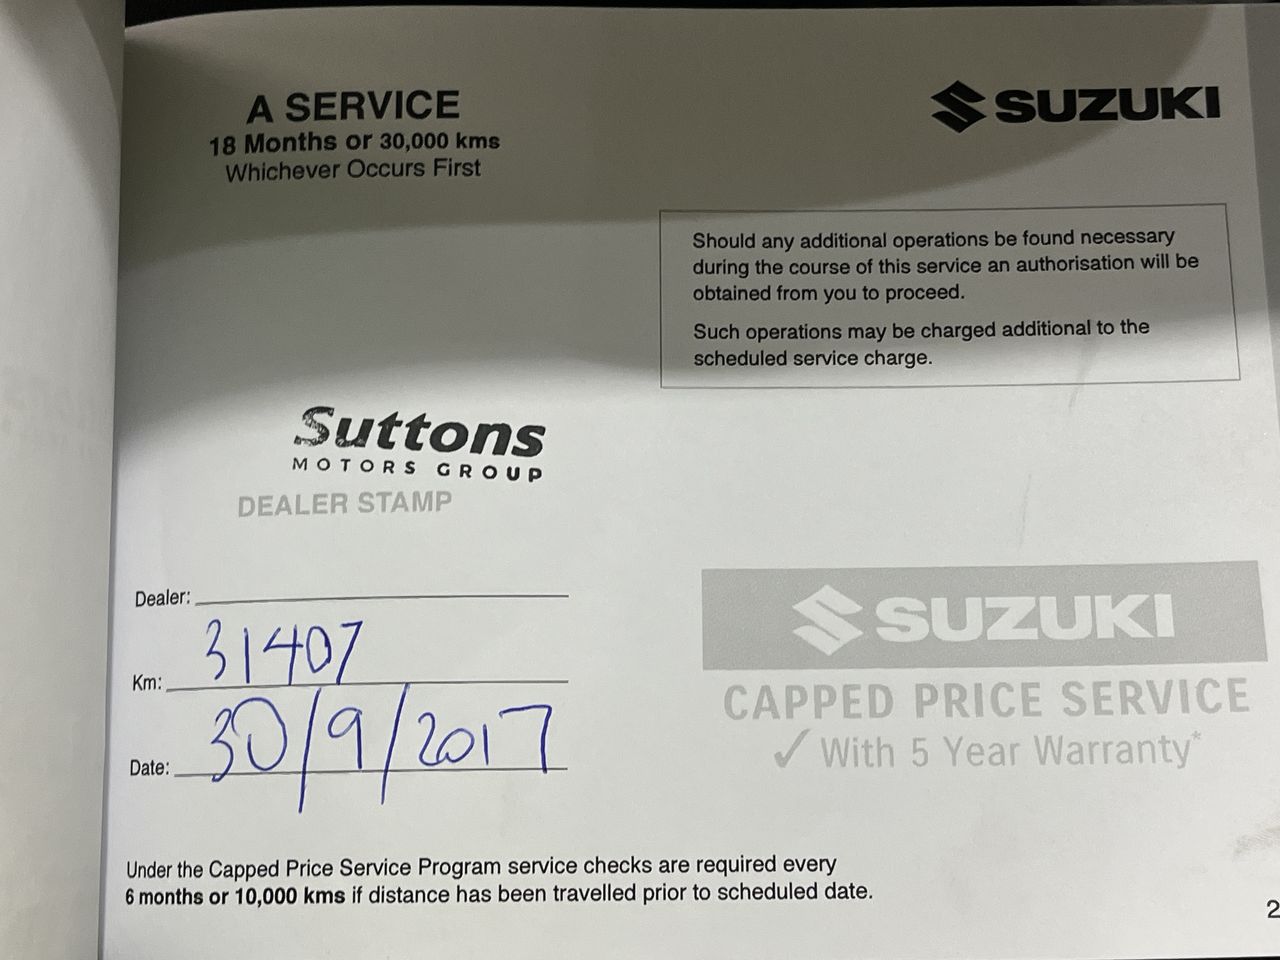 A SERVICE
18 Months or 30,000 kms
Whichever Occurs First
SUZUKI
Should any additional operations be found necessary
during the course of this service an authorisation will be
obtained from you to proceed.
Such operations may be charged additional to the
scheduled service charge.
Suttons
MOTORS GROUP
DEALER STAMP
Dealer:
Km: 31407
Date: 30/9/2017
SUZUKI
CAPPED PRICE SERVICE
✓ With 5 Year Warranty*
Under the Capped Price Service Program service checks are required every
6 months or 10,000 kms if distance has been travelled prior to scheduled date.
2